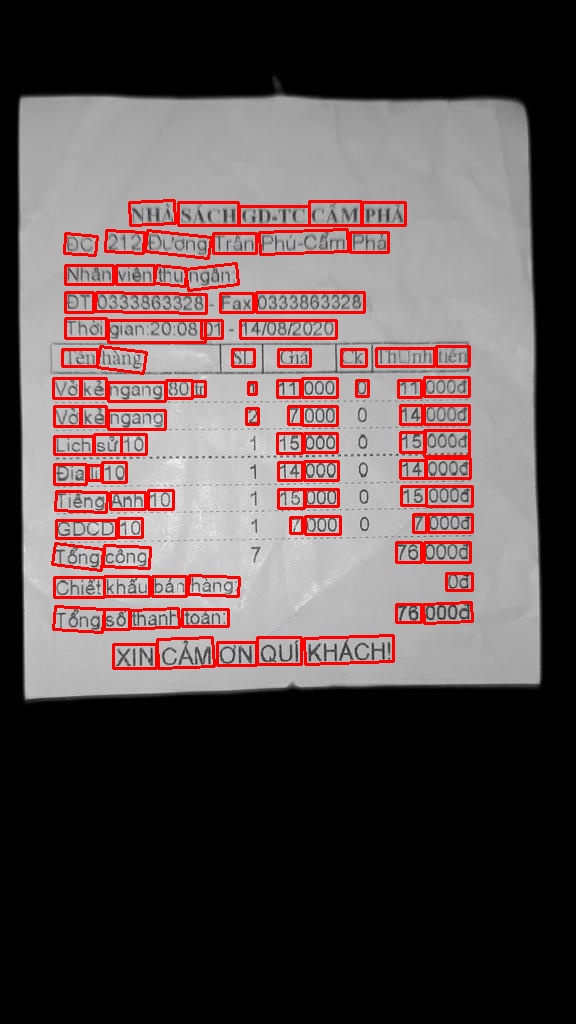 NHÀ SÁCH GD-TC CẨM PHẢ
ĐC 212 Đường Trần Phú-Cẩm Phả
Nhân viên thu ngân:
ĐT 0333863328 - Fax 0333863328
Thời gian:20:08 01 - 14/08/2020
Tên hàng SL Giá Ck Th□nh tiền
Vở kẻ ngang 80 tr 1 11 000 0 11 000đ
Vở kẻ ngang 2 7 000 0 14 000đ
Lịch sử 10 1 15 000 0 15 000đ
Địa lí 10 1 14 000 0 14 000đ
Tiếng Anh 10 1 15 000 0 15 000đ
GDCD 10 1 7 000 0 7 000đ
Tổng cộng 7 76 000đ
Chiết khấu bán hàng: 0đ
Tổng số thanh toán: 76 000đ
XIN CẢM ƠN QUÍ KHÁCH!